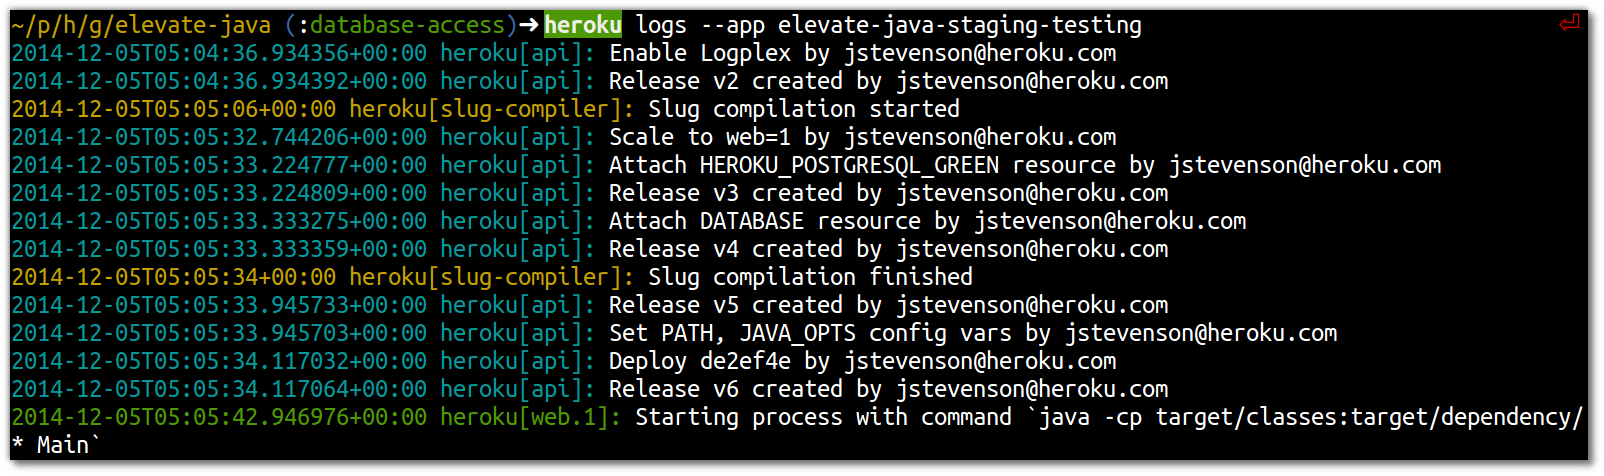 ~/p/h/g/elevate-java (:database-access)➜heroku logs --app elevate-java-staging-testing ⏎
2014-12-05T05:04:36.934356+00:00 heroku[api]: Enable Logplex by jstevenson@heroku.com
2014-12-05T05:04:36.934392+00:00 heroku[api]: Release v2 created by jstevenson@heroku.com
2014-12-05T05:05:06+00:00 heroku[slug-compiler]: Slug compilation started
2014-12-05T05:05:32.744206+00:00 heroku[api]: Scale to web=1 by jstevenson@heroku.com
2014-12-05T05:05:33.224777+00:00 heroku[api]: Attach HEROKU_POSTGRESQL_GREEN resource by jstevenson@heroku.com
2014-12-05T05:05:33.224809+00:00 heroku[api]: Release v3 created by jstevenson@heroku.com
2014-12-05T05:05:33.333275+00:00 heroku[api]: Attach DATABASE resource by jstevenson@heroku.com
2014-12-05T05:05:33.333359+00:00 heroku[api]: Release v4 created by jstevenson@heroku.com
2014-12-05T05:05:34+00:00 heroku[slug-compiler]: Slug compilation finished
2014-12-05T05:05:33.945733+00:00 heroku[api]: Release v5 created by jstevenson@heroku.com
2014-12-05T05:05:33.945703+00:00 heroku[api]: Set PATH, JAVA_OPTS config vars by jstevenson@heroku.com
2014-12-05T05:05:34.117032+00:00 heroku[api]: Deploy de2ef4e by jstevenson@heroku.com
2014-12-05T05:05:34.117064+00:00 heroku[api]: Release v6 created by jstevenson@heroku.com
2014-12-05T05:05:42.946976+00:00 heroku[web.1]: Starting process with command `java -cp target/classes:target/dependency/
* Main`